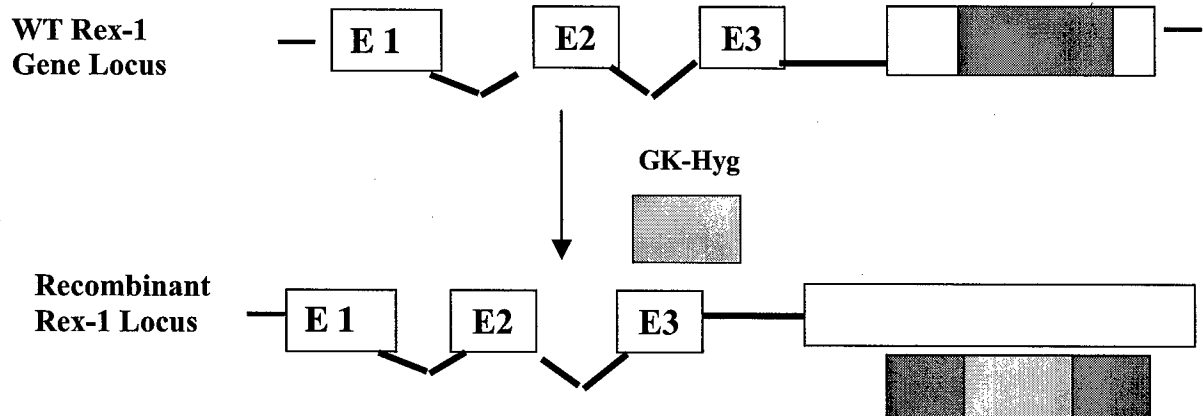 WT Rex-1
Gene Locus
E 1
E2
E3
GK-Hyg
Recombinant
Rex-1 Locus
E 1
E2
E3